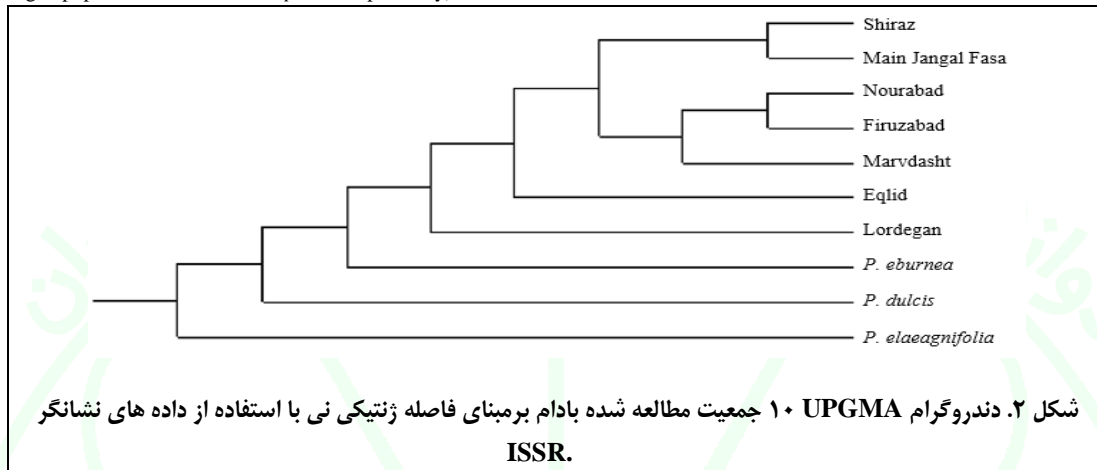 Shiraz
Main Jangal Fasa
Nourabad
Firuzabad
Marvdasht
Eqlid
Lordegan
P. eburnea
P. dulcis
P. elaeagnifolia
شکل ۲. دندروگرام UPGMA ۱۰ جمعیت مطالعه شده بادام برمبنای فاصله ژنتیکی نی با استفاده از داده های نشانگر
ISSR.